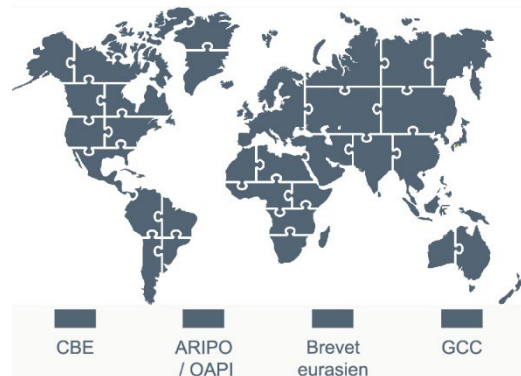 CBE
ARIPO
/ OAPI
Brevet
eurasien
GCC